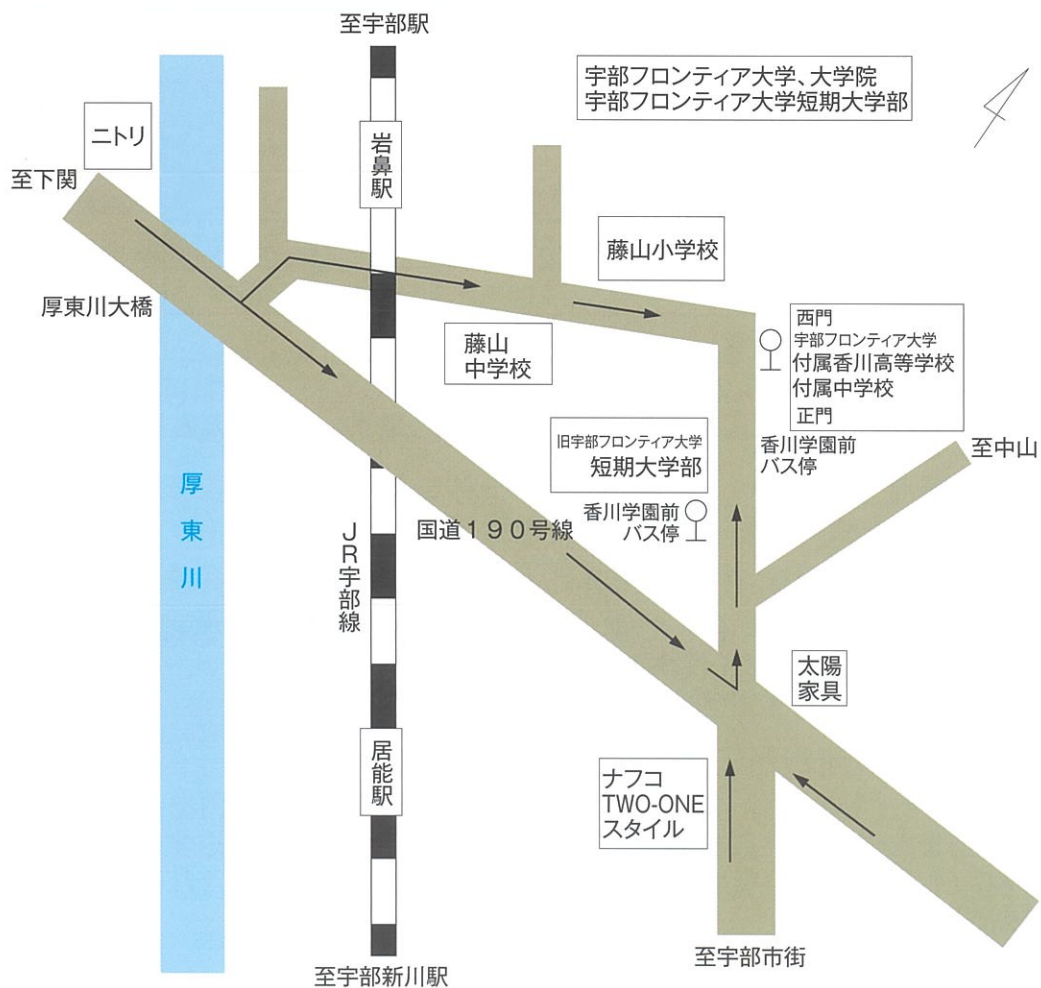 至宇部駅
宇部フロンティア大学、大学院
宇部フロンティア大学短期大学部
ニトリ
岩鼻駅
至下関
藤山小学校
厚東川大橋
藤山
中学校
西門
宇部フロンティア大学
付属香川高等学校
付属中学校
正門
旧宇部フロンティア大学
短期大学部
香川学園前
バス停
至中山
厚東川
香川学園前
バス停
国道190号線
JR宇部線
太陽
家具
居能駅
ナフコ
TWO-ONE
スタイル
至宇部市街
至宇部新川駅